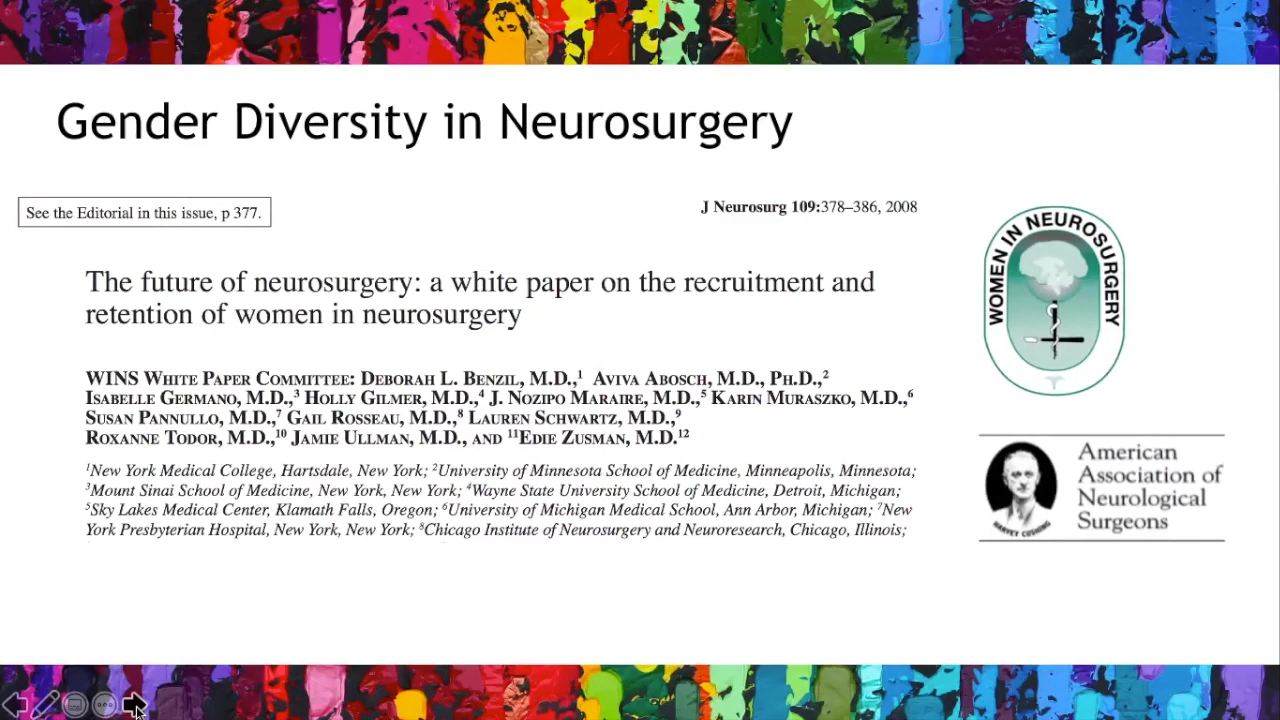 Gender Diversity in Neurosurgery
See the Editorial in this issue, p 377.
J Neurosurg 109:378–386, 2008
The future of neurosurgery: a white paper on the recruitment and
retention of women in neurosurgery
WINS White Paper Committee: Deborah L. Benzil, M.D.,1 Aviva Abosch, M.D., Ph.D.,2
Isabelle Germano, M.D.,3 Holly Gilmer, M.D.,4 J. Nozipo Maraire, M.D.,5 Karin Muraszko, M.D.,6
Susan Pannullo, M.D.,7 Gail Rosseau, M.D.,8 Lauren Schwartz, M.D.,9
Roxanne Todor, M.D.,10 Jamie Ullman, M.D., and 11Edie Zusman, M.D.12
1New York Medical College, Hartsdale, New York; 2University of Minnesota School of Medicine, Minneapolis, Minnesota;
3Mount Sinai School of Medicine, New York, New York; 4Wayne State University School of Medicine, Detroit, Michigan;
5Sky Lakes Medical Center, Klamath Falls, Oregon; 6University of Michigan Medical School, Ann Arbor, Michigan; 7New
York Presbyterian Hospital, New York, New York; 8Chicago Institute of Neurosurgery and Neuroresearch, Chicago, Illinois;
WOMEN IN NEUROSURGERY
HARVEY CUSHING
American
Association of
Neurological
Surgeons